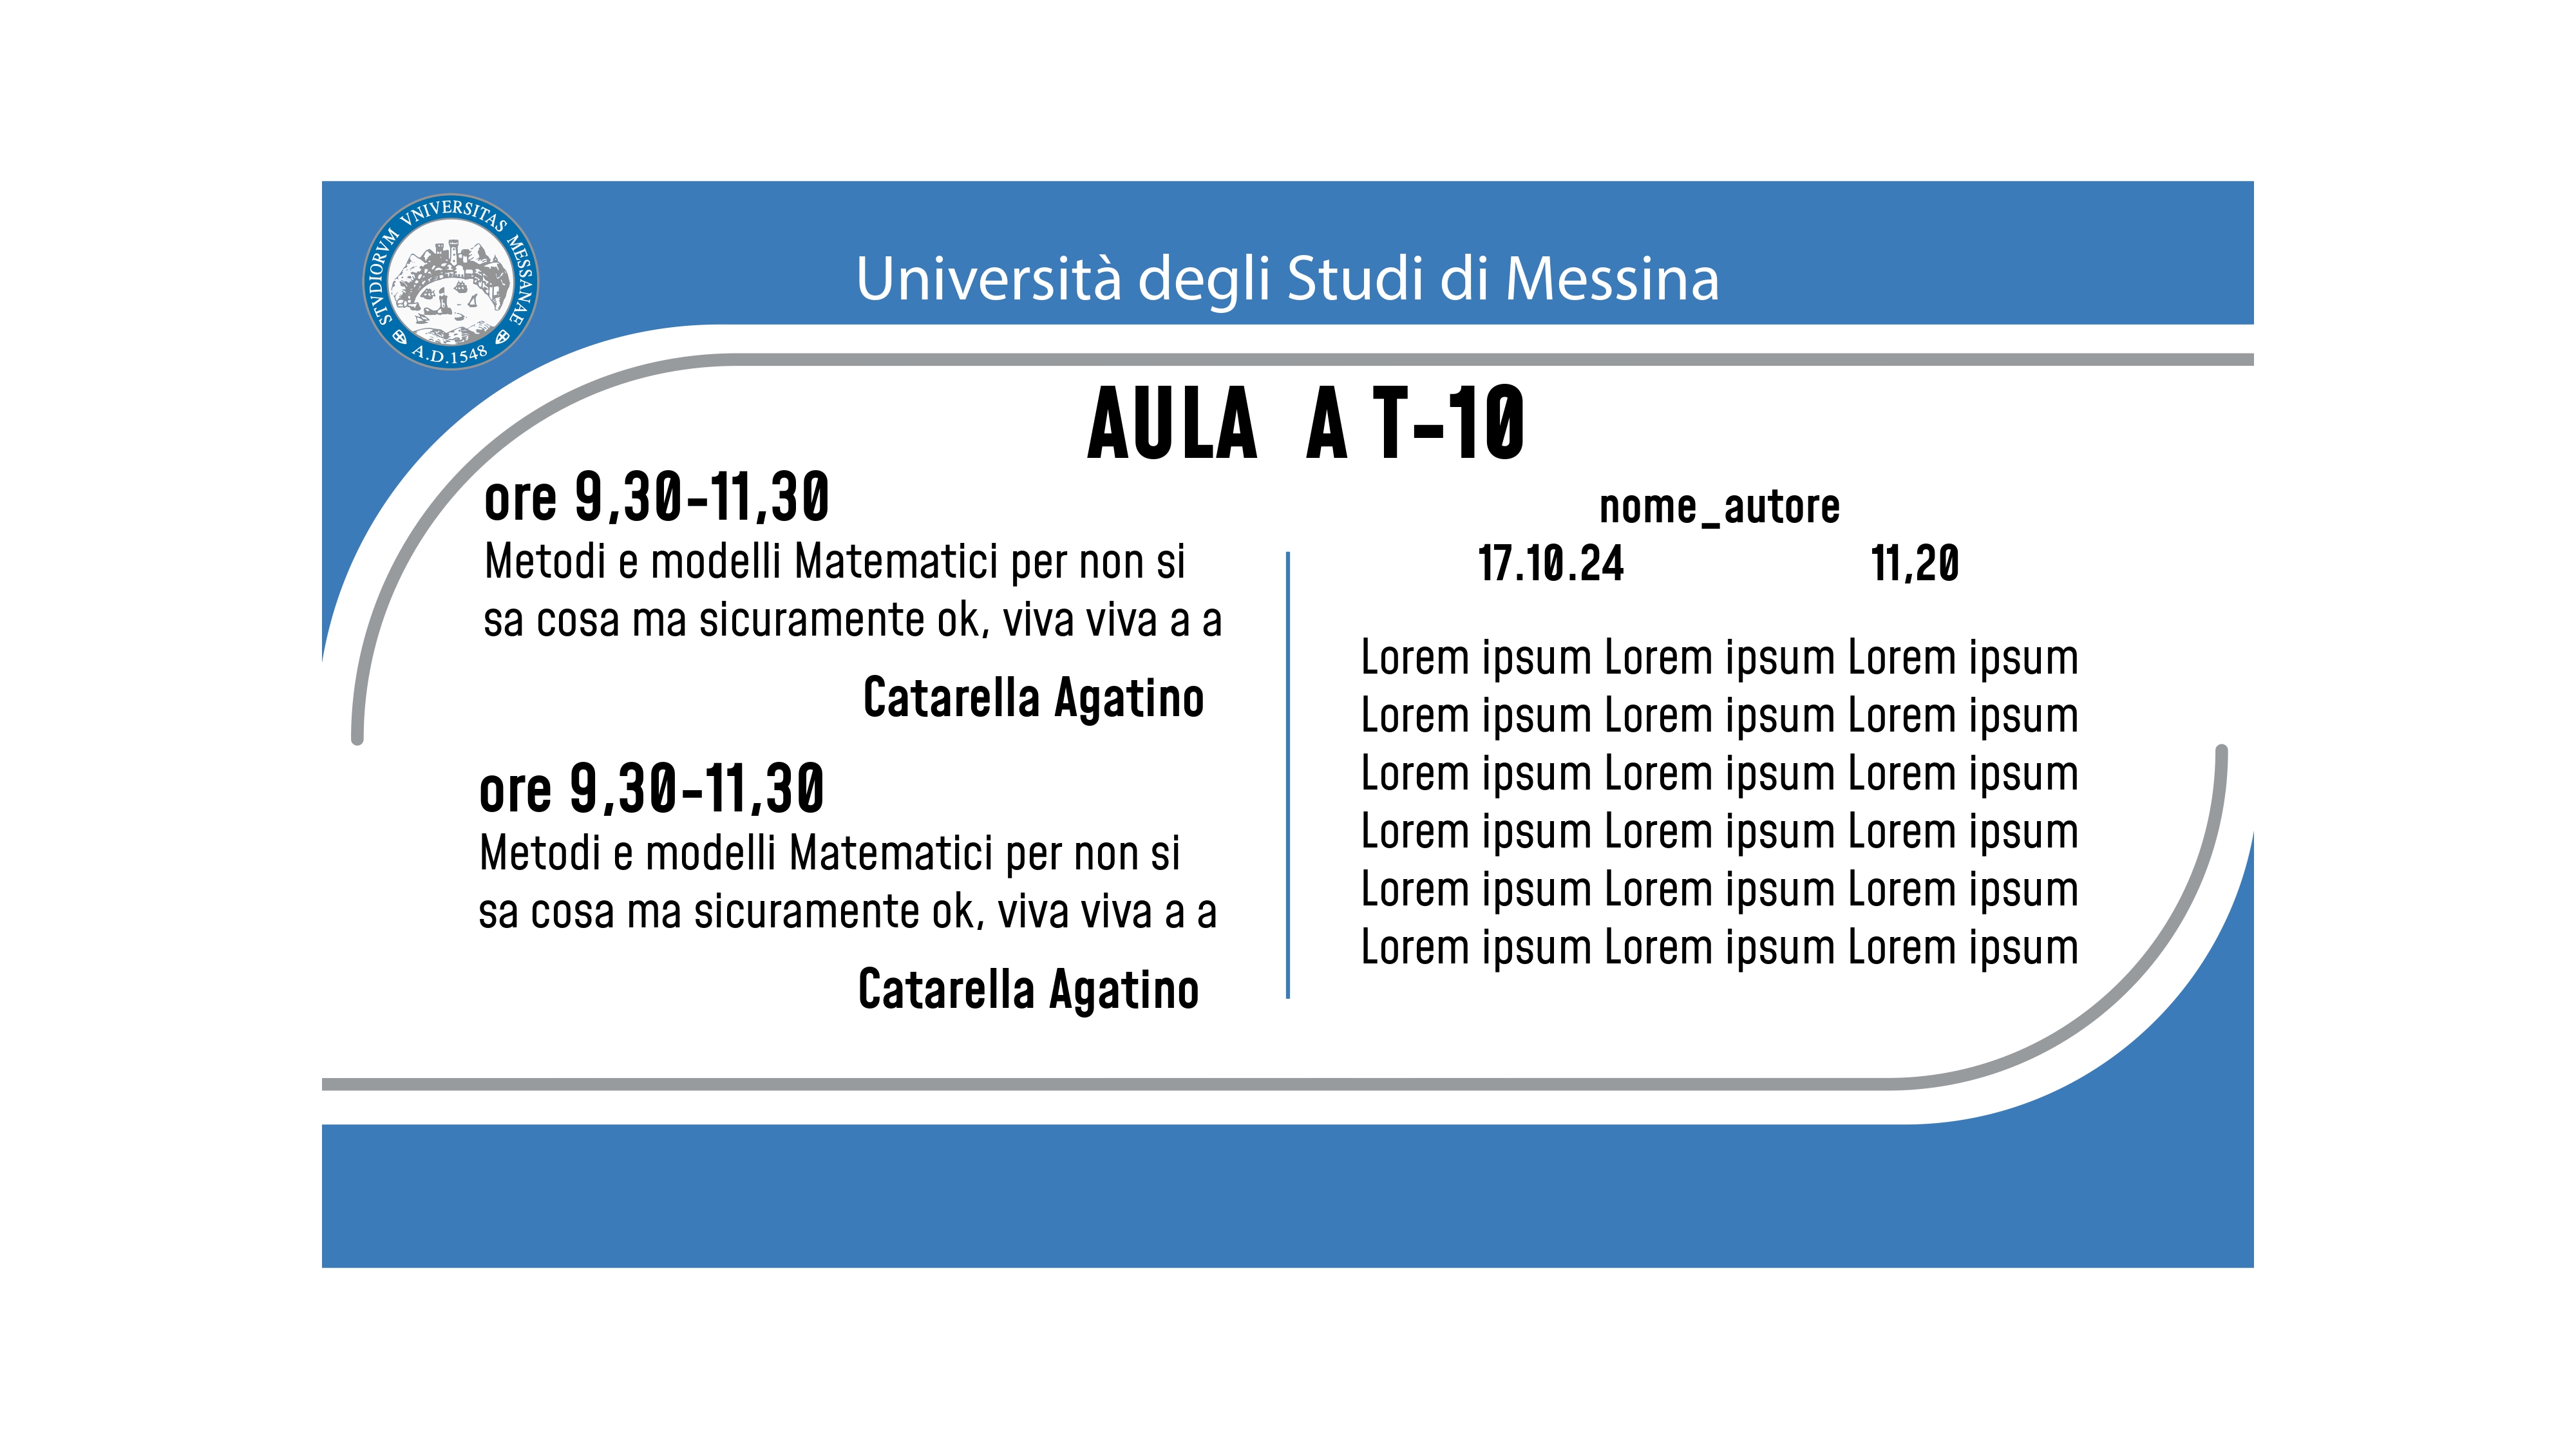 STVDIORVM VNIVERSITAS MESSANAE
A.D.1548
Università degli Studi di Messina
AULA A T-10
ore 9,30-11,30
Metodi e modelli Matematici per non si
sa cosa ma sicuramente ok, viva viva a a
Catarella Agatino
ore 9,30-11,30
Metodi e modelli Matematici per non si
sa cosa ma sicuramente ok, viva viva a a
Catarella Agatino
nome_autore
17.10.24 11,20
Lorem ipsum Lorem ipsum Lorem ipsum
Lorem ipsum Lorem ipsum Lorem ipsum
Lorem ipsum Lorem ipsum Lorem ipsum
Lorem ipsum Lorem ipsum Lorem ipsum
Lorem ipsum Lorem ipsum Lorem ipsum
Lorem ipsum Lorem ipsum Lorem ipsum